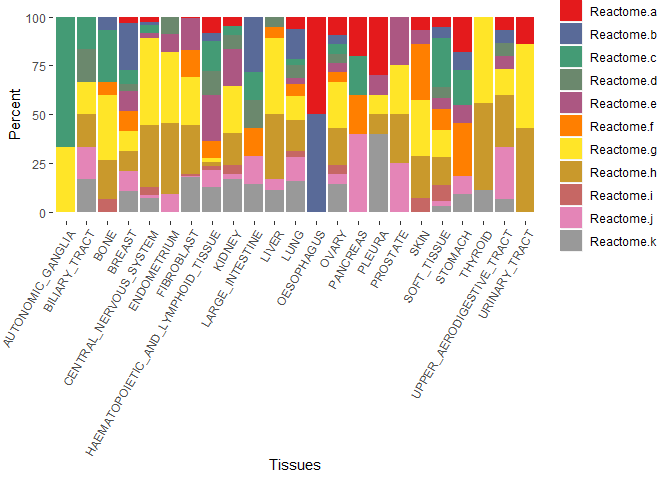 100
75
50
25
0
Percent
AUTONOMIC_GANGLIA
BILIARY_TRACT
BONE
BREAST
CENTRAL_NERVOUS_SYSTEM
ENDOMETRIUM
FIBROBLAST
HAEMATOPOIETIC_AND_LYMPHOID_TISSUE
KIDNEY
LARGE_INTESTINE
LIVER
LUNG
OESOPHAGUS
OVARY
PANCREAS
PLEURA
PROSTATE
SKIN
SOFT_TISSUE
STOMACH
THYROID
UPPER_AERODIGESTIVE_TRACT
URINARY_TRACT
Tissues
Reactome.a
Reactome.b
Reactome.c
Reactome.d
Reactome.e
Reactome.f
Reactome.g
Reactome.h
Reactome.i
Reactome.j
Reactome.k